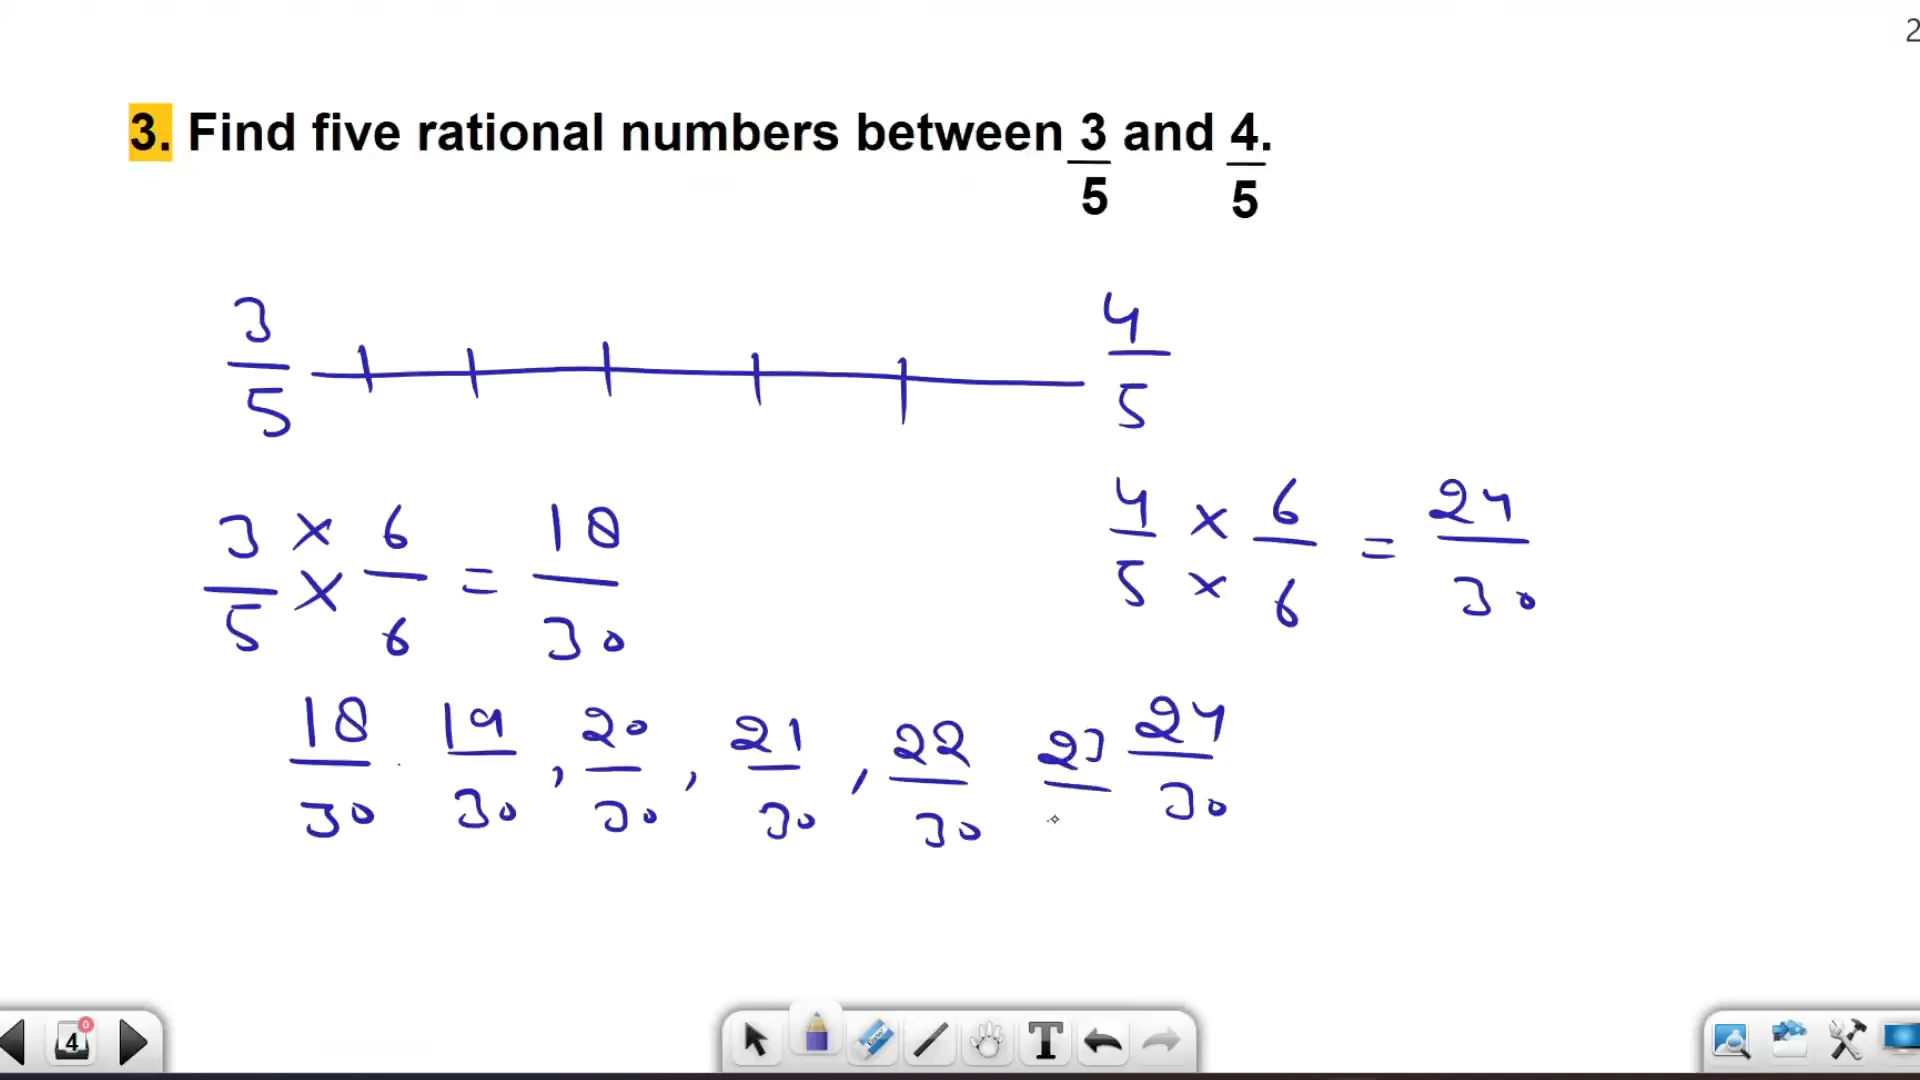 2
3. Find five rational numbers between 3/5 and 4/5.
3/5 4/5
3/5 × 6/6 = 18/30
4/5 × 6/6 = 24/30
18/30 . 19/30 , 20/30 , 21/30 , 22/30 23/ 24/30
4 0 T